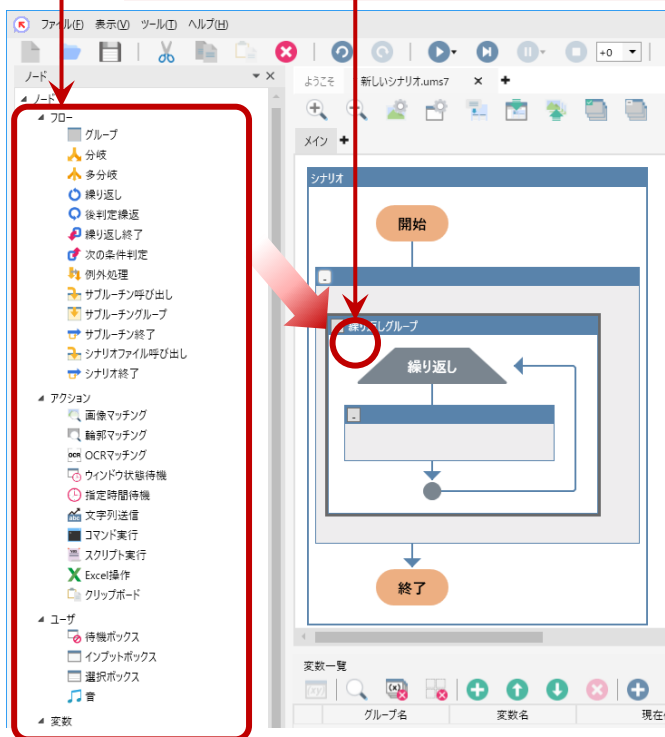 ファイル(F) 表示(V) ツール(T) ヘルプ(H)
+0
ノード
ようこそ 新しいシナリオ.ums7
ノード
フロー
グループ
分岐
多分岐
繰り返し
後判定繰返
繰り返し終了
次の条件判定
例外処理
サブルーチン呼び出し
サブルーチングループ
サブルーチン終了
シナリオファイル呼び出し
シナリオ終了
アクション
画像マッチング
輪郭マッチング
OCR OCRマッチング
ウインドウ状態待機
指定時間待機
abc 文字列送信
コマンド実行
スクリプト実行
Excel操作
クリップボード
ユーザ
待機ボックス
インプットボックス
選択ボックス
音
変数
メイン
シナリオ
開始
繰り返しグループ
繰り返し
終了
変数一覧
(x)
グループ名 変数名 現在